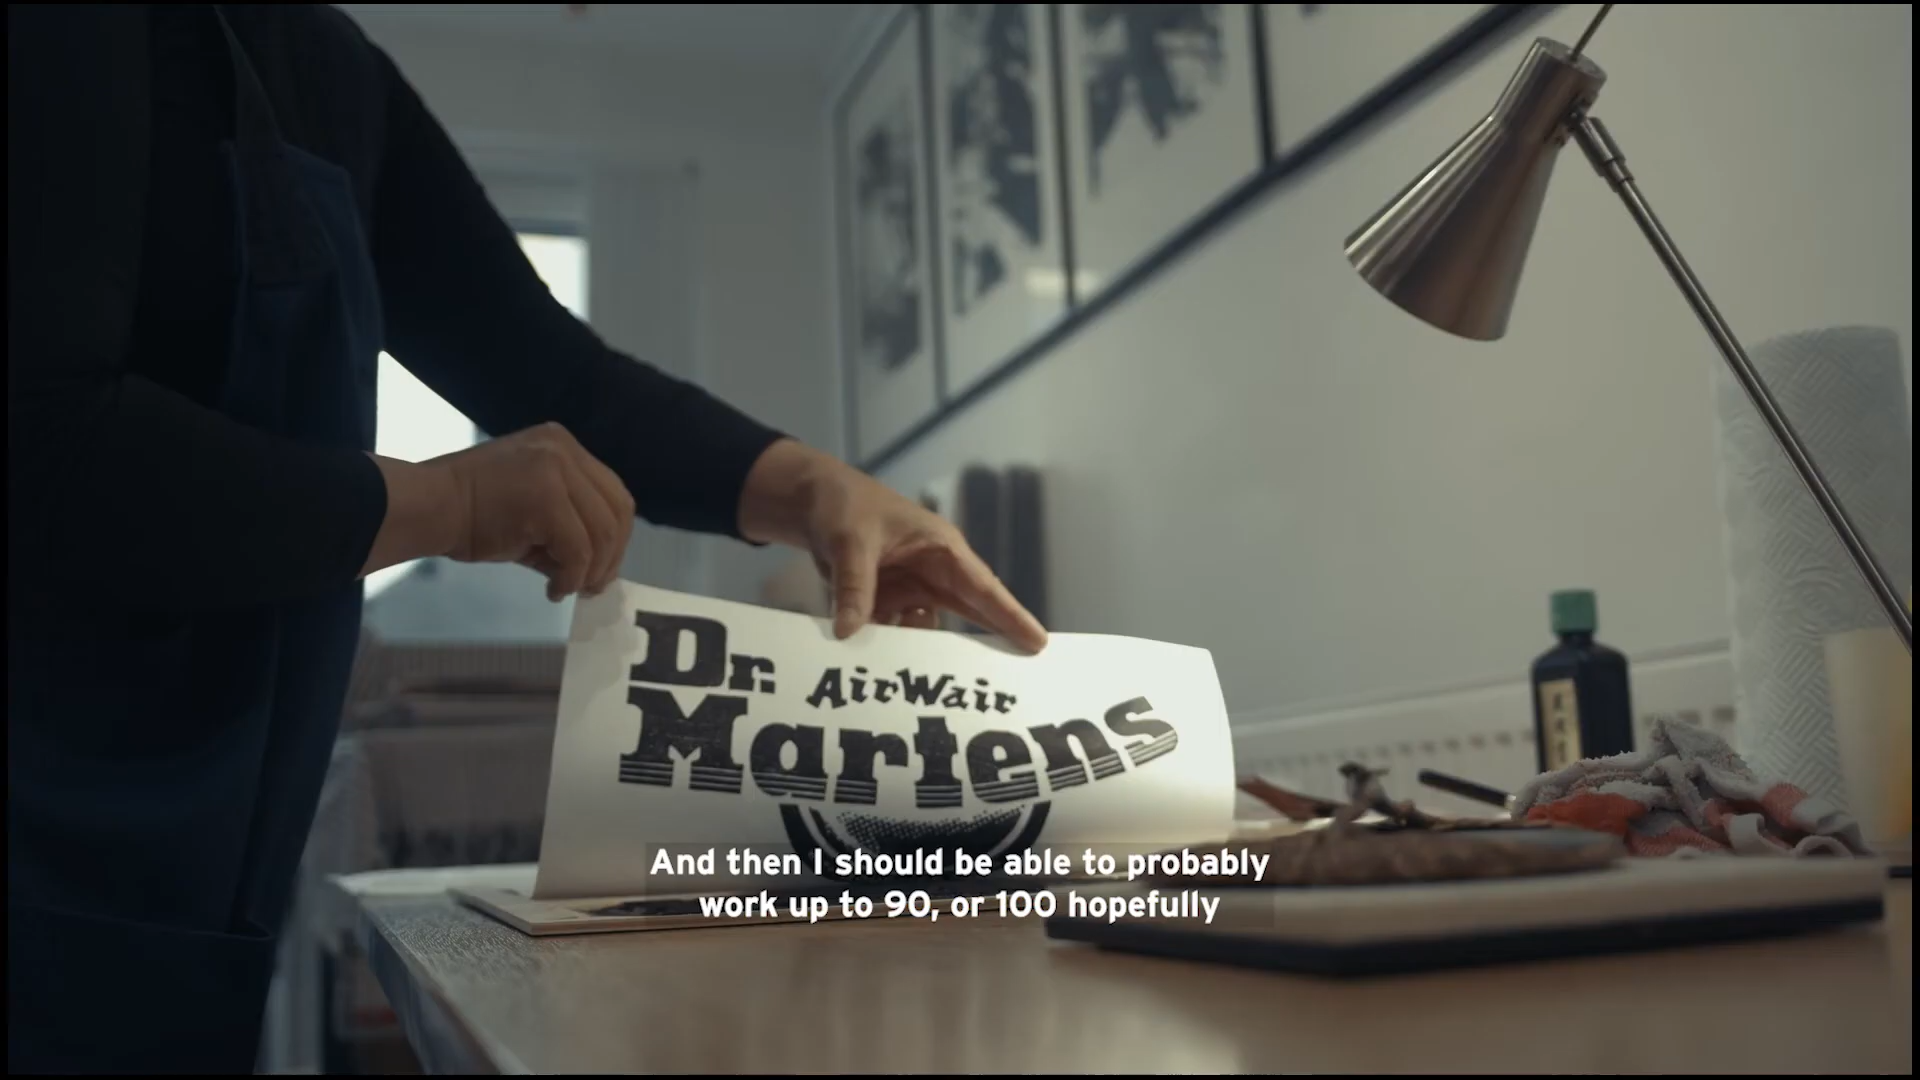 Dr. AirWair
Martens
And then I should be able to probably
work up to 90, or 100 hopefully